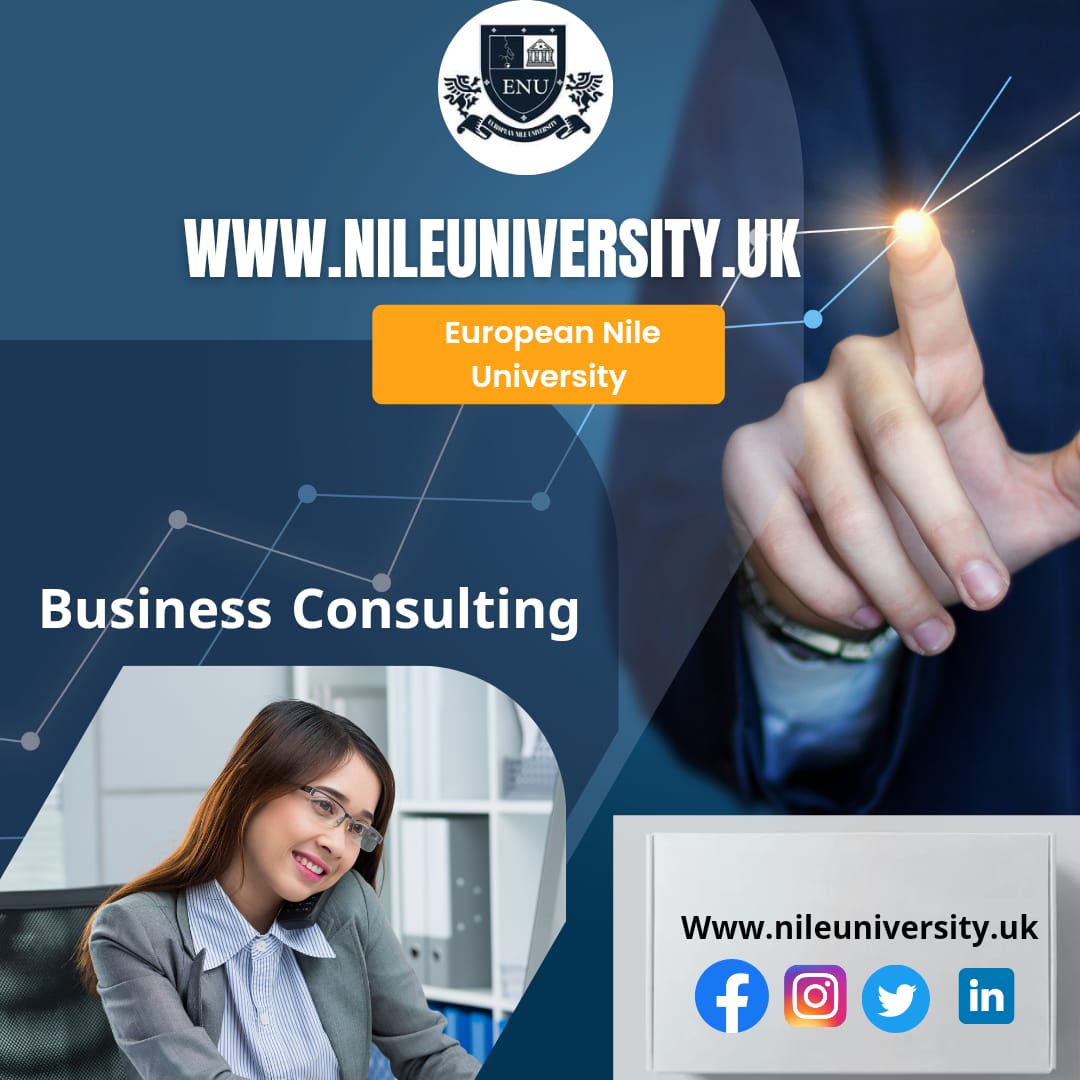 ENU
EUROPEAN NILE UNIVERSITY
WWW.NILEUNIVERSITY.UK
European Nile
University
Business Consulting
Www.nileuniversity.uk
f
in